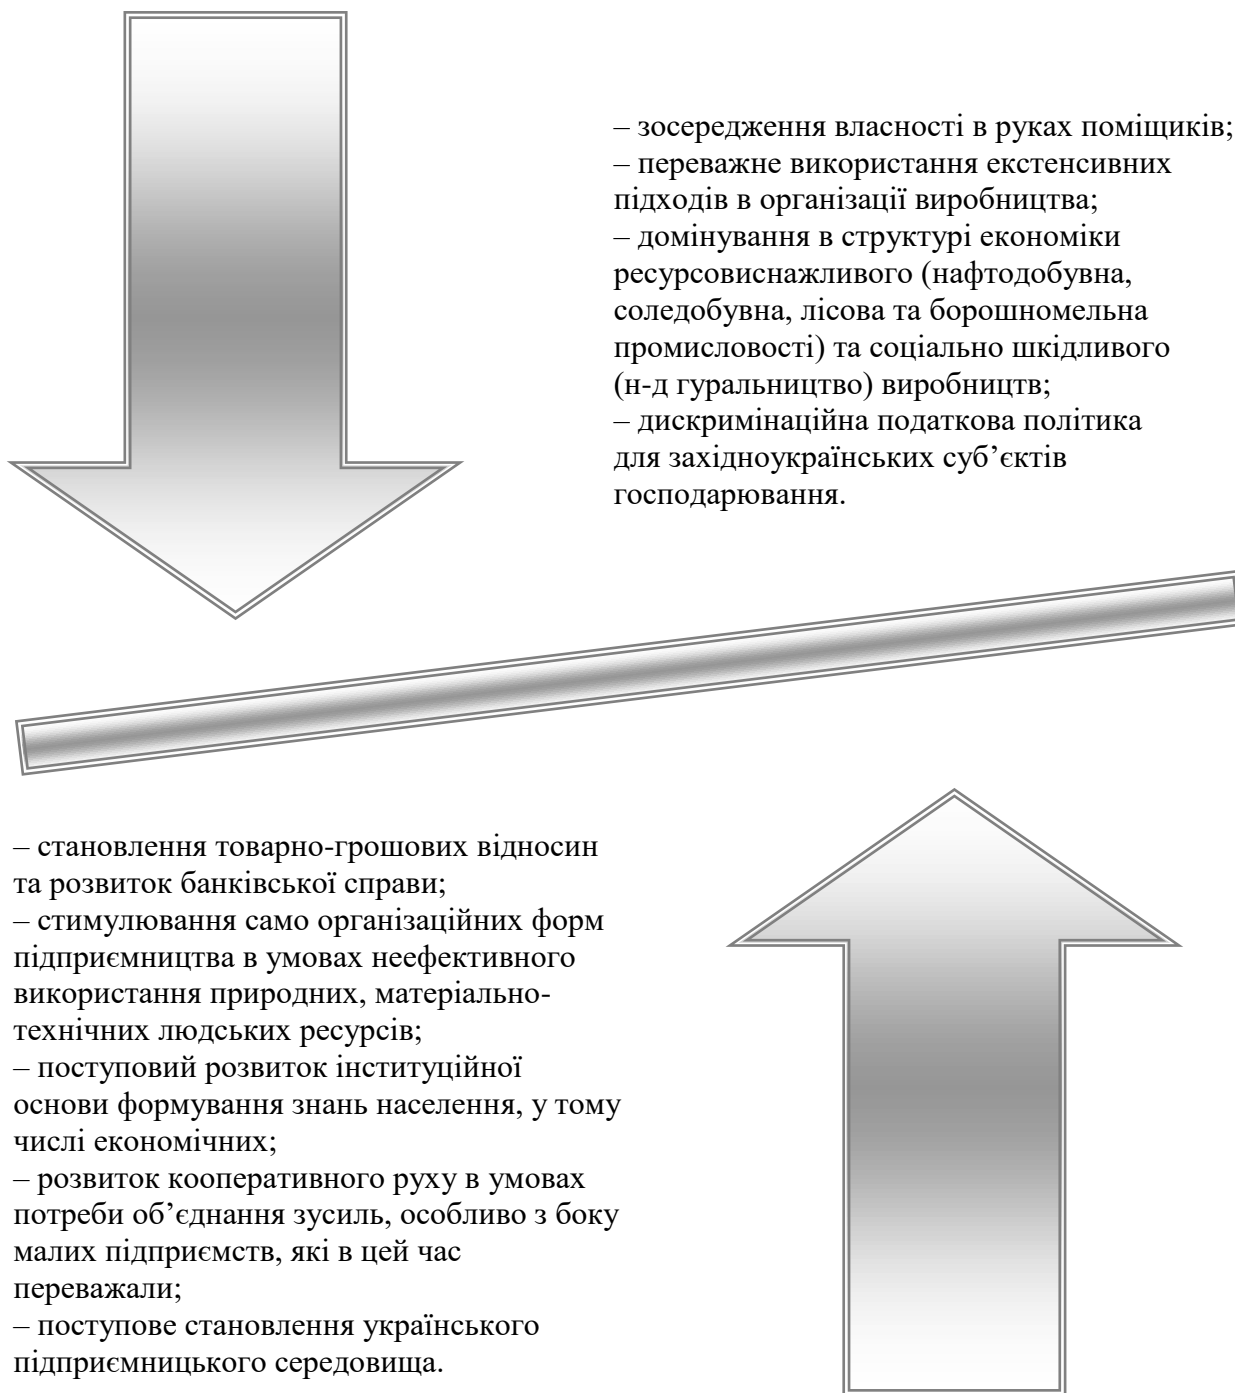 – зосередження власності в руках поміщиків;
– переважне використання екстенсивних
підходів в організації виробництва;
– домінування в структурі економіки
ресурсовиснажливого (нафтодобувна,
соледобувна, лісова та борошномельна
промисловості) та соціально шкідливого
(н-д гуральництво) виробництв;
– дискримінаційна податкова політика
для західноукраїнських суб’єктів
господарювання.
– становлення товарно-грошових відносин
та розвиток банківської справи;
– стимулювання само організаційних форм
підприємництва в умовах неефективного
використання природних, матеріально-
технічних людських ресурсів;
– поступовий розвиток інституційної
основи формування знань населення, у тому
числі економічних;
– розвиток кооперативного руху в умовах
потреби об’єднання зусиль, особливо з боку
малих підприємств, які в цей час
переважали;
– поступове становлення українського
підприємницького середовища.